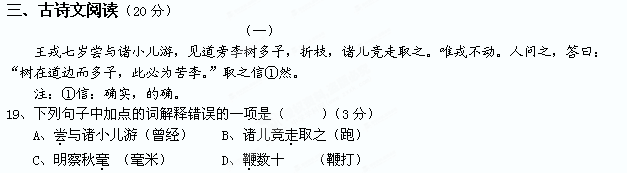 三、古诗文阅读（20 分）
（一）
王戎七岁尝与诸小儿游，见道旁李树多子，折枝，诸儿竞走取之。唯戎不动。人问之，答曰：
“树在道边而多子，此必为苦李。”取之信①然。
注：①信：确实，的确。
19、下列句子中加点的词解释错误的一项是（　　）（3 分）
A、尝与诸小儿游（曾经）　B、诸儿竞走取之（跑）
C、明察秋毫 （毫米）　D、鞭数十　（鞭打）